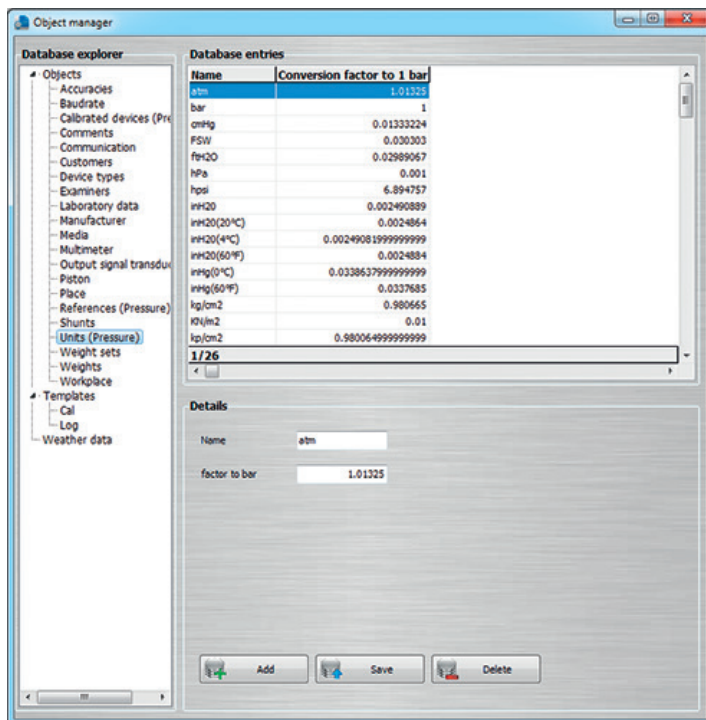 Object manager
Database explorer
Objects
Accuracies
Baudrate
Calibrated devices (Pre
Comments
Communication
Customers
Device types
Examiners
Laboratory data
Manufacturer
Media
Multimeter
Output signal transduc
Piston
Place
References (Pressure)
Shunts
Units (Pressure)
Weight sets
Weights
Workplace
Templates
Cal
Log
Weather data
Database entries
Name Conversion factor to 1 bar
atm 1.01325
bar 1
cmHg 0.01333224
FSW 0.030303
ftH2O 0.02989067
hPa 0.001
hpsi 6.894757
inH20 0.002490889
inH20(20°C) 0.0024864
inH20(4°C) 0.00249081999999999
inH20(60°F) 0.0024884
inHg(0°C) 0.0338637999999999
inHg(60°F) 0.0337685
kg/cm2 0.980665
KN/m2 0.01
kp/cm2 0.980064999999999
1/26
Details
Name atm
factor to bar 1.01325
Add Save Delete